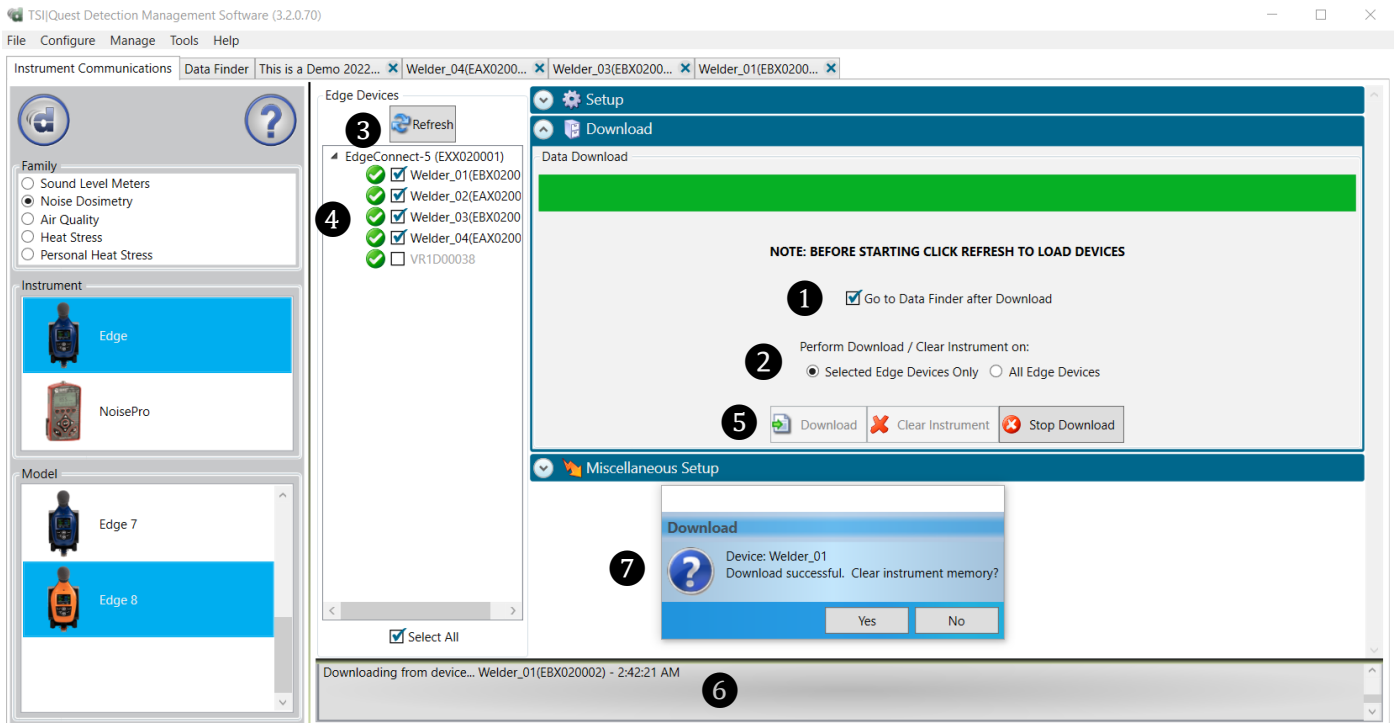 TSI|Quest Detection Management Software (3.2.0.70)
File Configure Manage Tools Help
Instrument Communications Data Finder This is a Demo 2022... Welder_04(EAX0200... Welder_03(EBX0200... Welder_01(EBX0200...
Family
Sound Level Meters
Noise Dosimetry
Air Quality
Heat Stress
Personal Heat Stress
Instrument
Edge
NoisePro
Model
Edge 7
Edge 8
Edge Devices
3 Refresh
EdgeConnect-5 (EXX020001)
Welder_01(EBX0200
Welder_02(EAX0200
4 Welder_03(EBX0200
Welder_04(EAX0200
VR1D00038
Select All
Setup
Download
Data Download
NOTE: BEFORE STARTING CLICK REFRESH TO LOAD DEVICES
1 Go to Data Finder after Download
Perform Download / Clear Instrument on:
2 Selected Edge Devices Only All Edge Devices
5 Download Clear Instrument Stop Download
Miscellaneous Setup
Download
Device: Welder_01
7 Download successful. Clear instrument memory?
Yes No
Downloading from device... Welder_01(EBX020002) - 2:42:21 AM
6